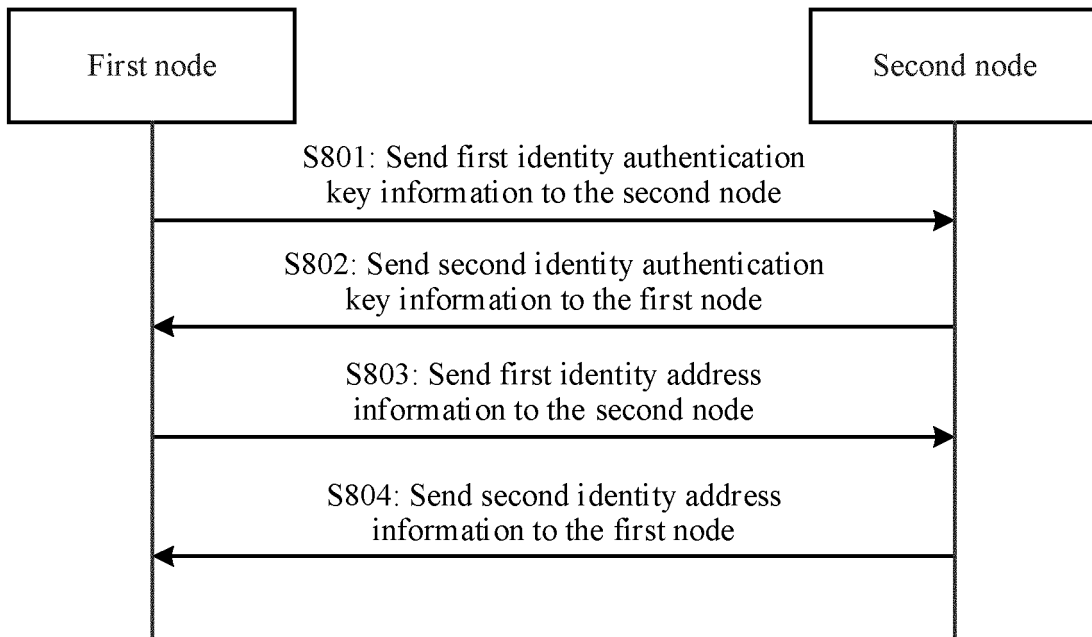 First node
Second node
S801: Send first identity authentication
key information to the second node
S802: Send second identity authentication
key information to the first node
S803: Send first identity address
information to the second node
S804: Send second identity address
information to the first node